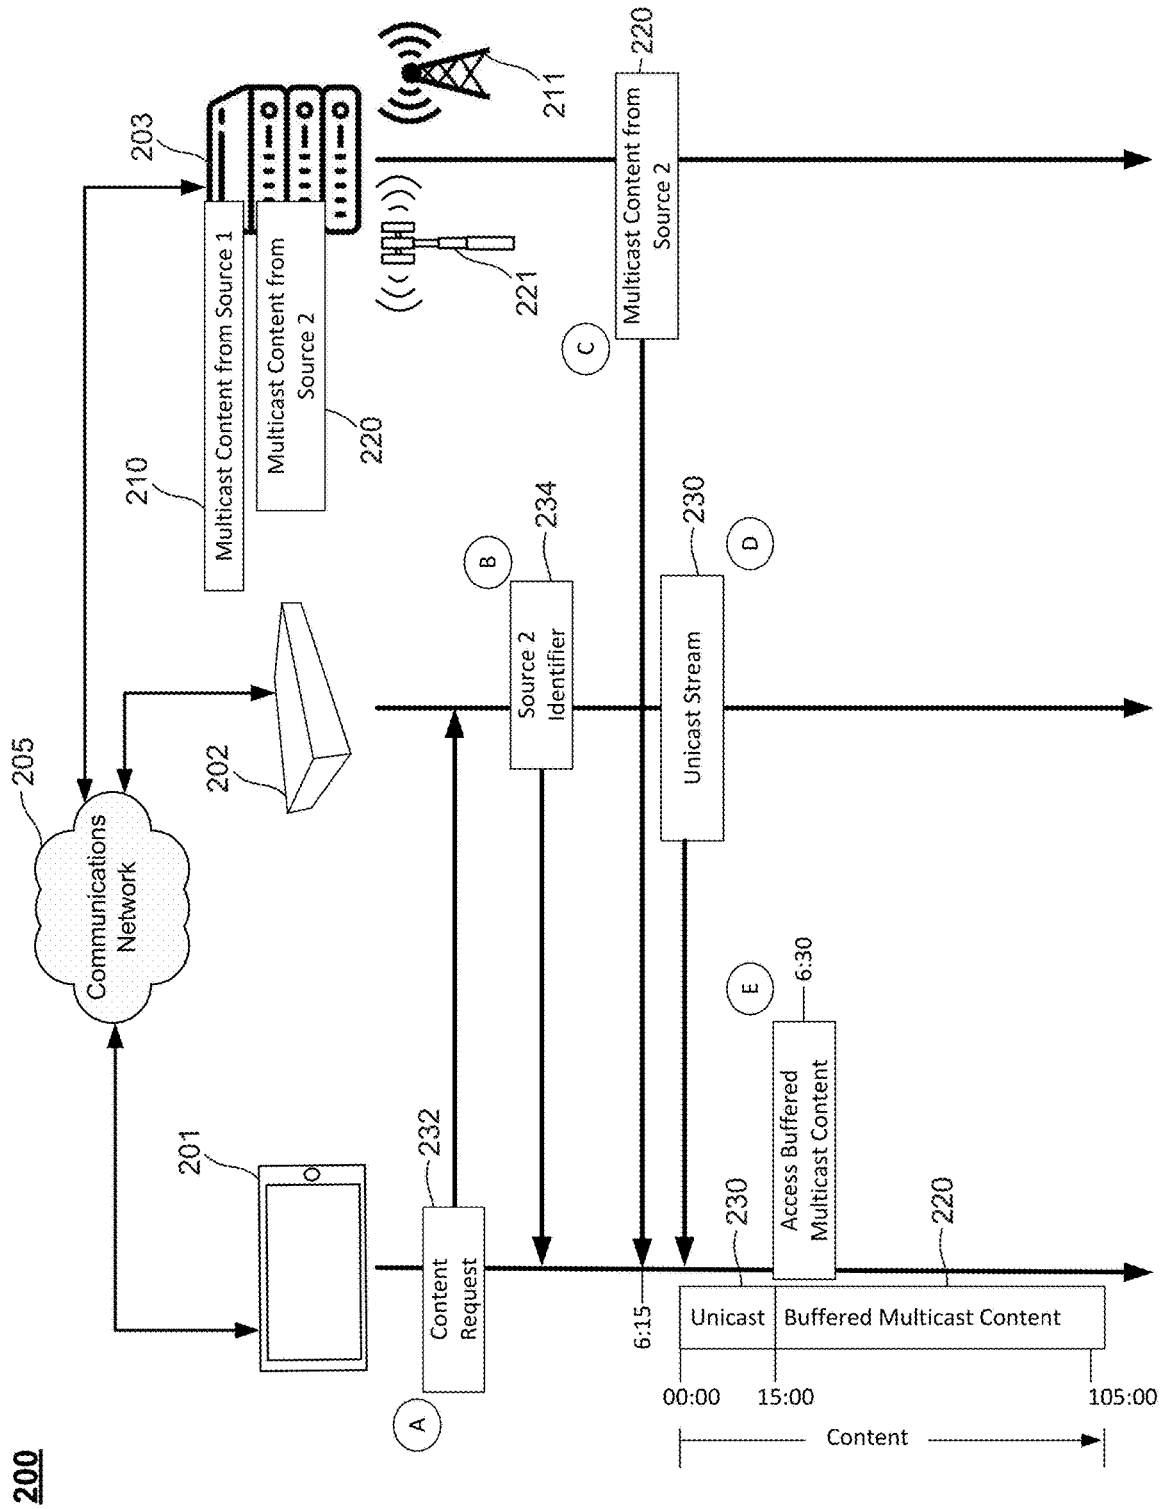 200
205
Communications
Network
201
202
203
210
Multicast Content from Source 1
Multicast Content from
Source 2
220
221
211
A
Content
Request
232
B
Source 2
Identifier
234
C
Multicast Content from
Source 2
220
6:15
Unicast Stream
230
D
E
Access Buffered
Multicast Content
6:30
230
220
Unicast
Buffered Multicast Content
00:00
15:00
105:00
Content